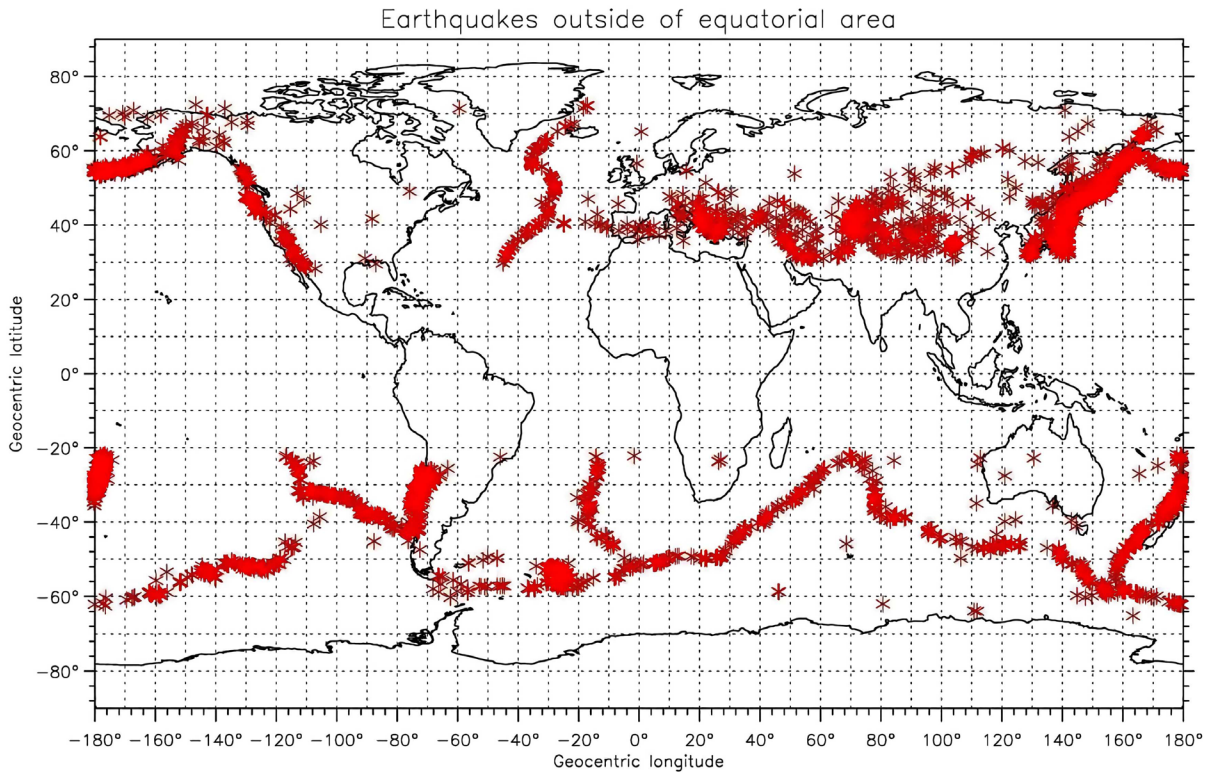 Earthquakes outside of equatorial area
80°
60°
40°
20°
0°
−20°
−40°
−60°
−80°
Geocentric latitude
−180° −160° −140° −120° −100° −80° −60° −40° −20° 0° 20° 40° 60° 80° 100° 120° 140° 160° 180°
Geocentric longitude